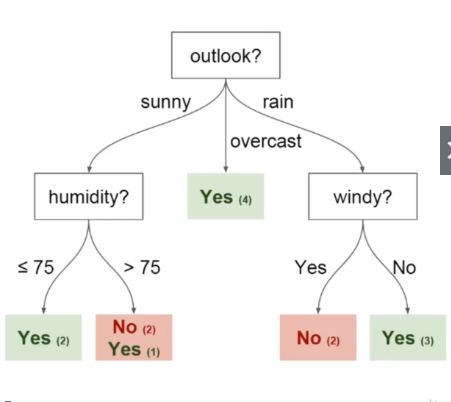 outlook?
sunny
rain
overcast
humidity?
Yes (4)
windy?
≤ 75
> 75
Yes
No
Yes (2)
No (2)
Yes (1)
No (2)
Yes (3)